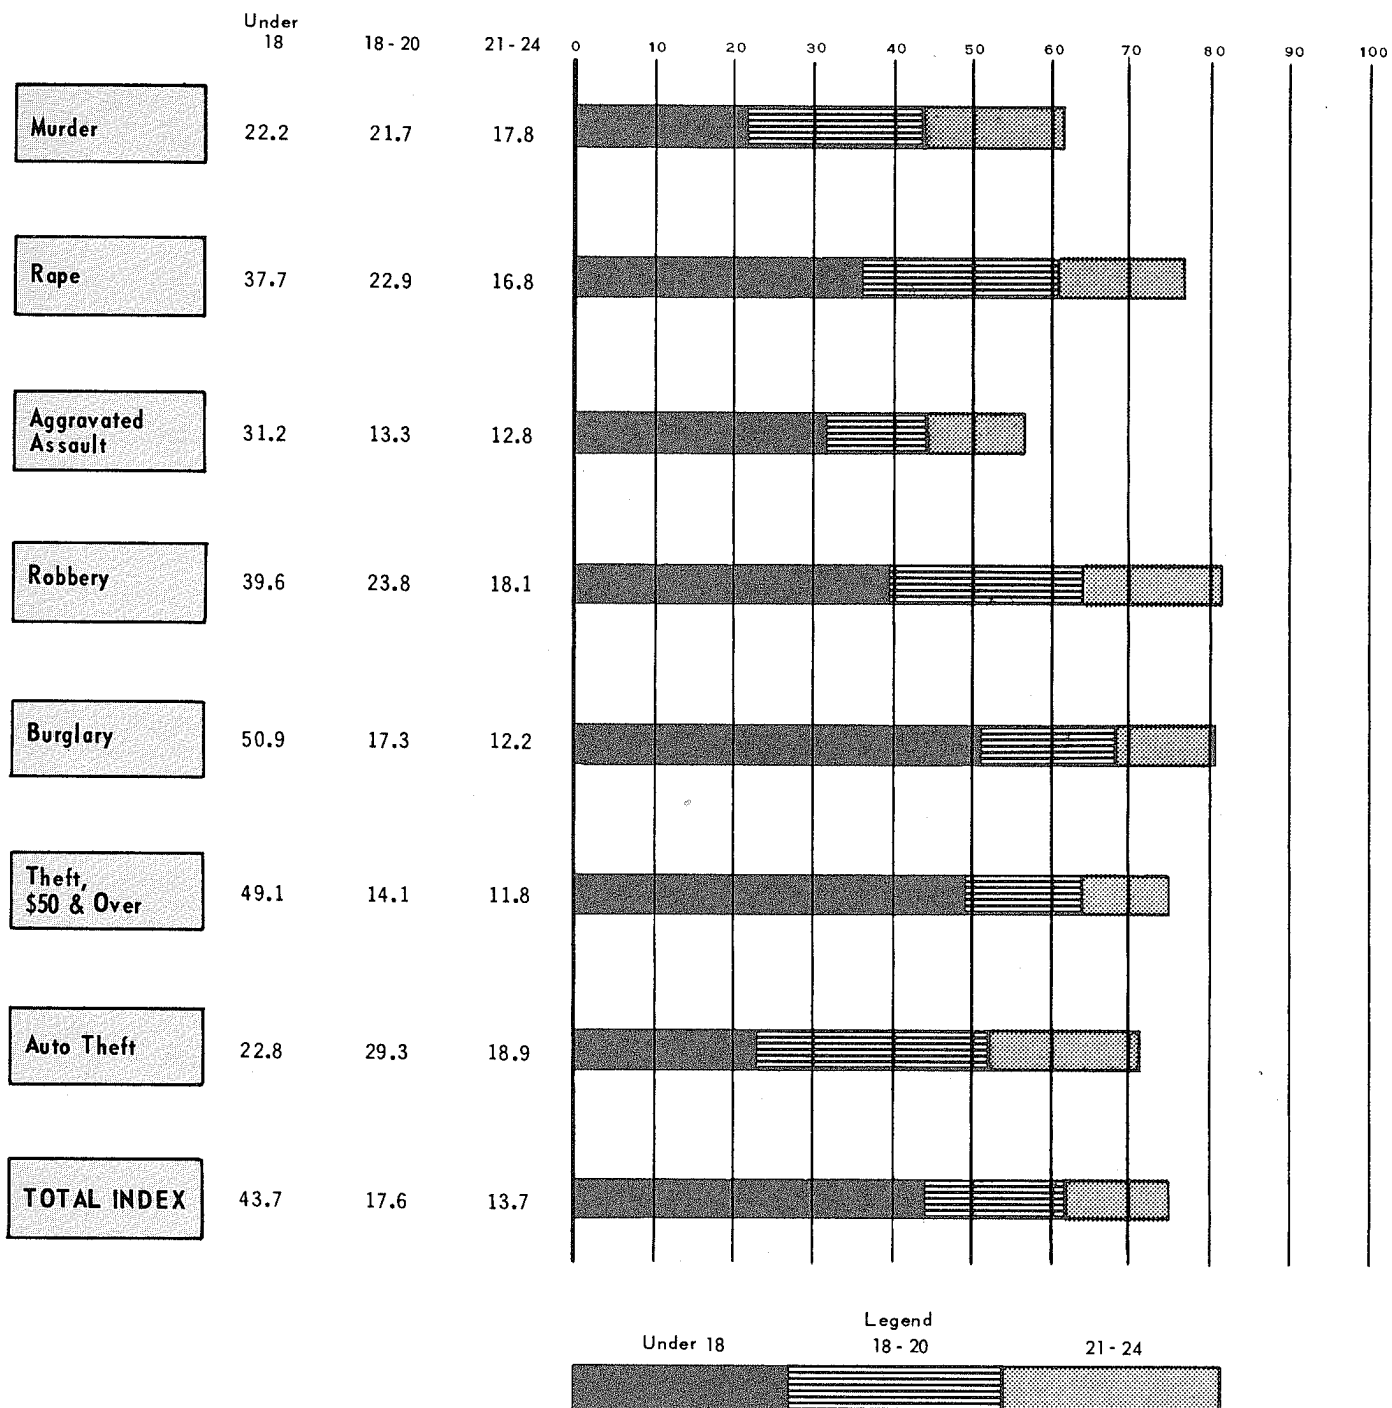 Under
18 18-20 21-24 0 10 20 30 40 50 60 70 80 90 100
Murder 22.2 21.7 17.8
Rape 37.7 22.9 16.8
Aggravated
Assault 31.2 13.3 12.8
Robbery 39.6 23.8 18.1
Burglary 50.9 17.3 12.2
Theft,
$50 & Over 49.1 14.1 11.8
Auto Theft 22.8 29.3 18.9
TOTAL INDEX 43.7 17.6 13.7
Legend
Under 18 18-20 21-24